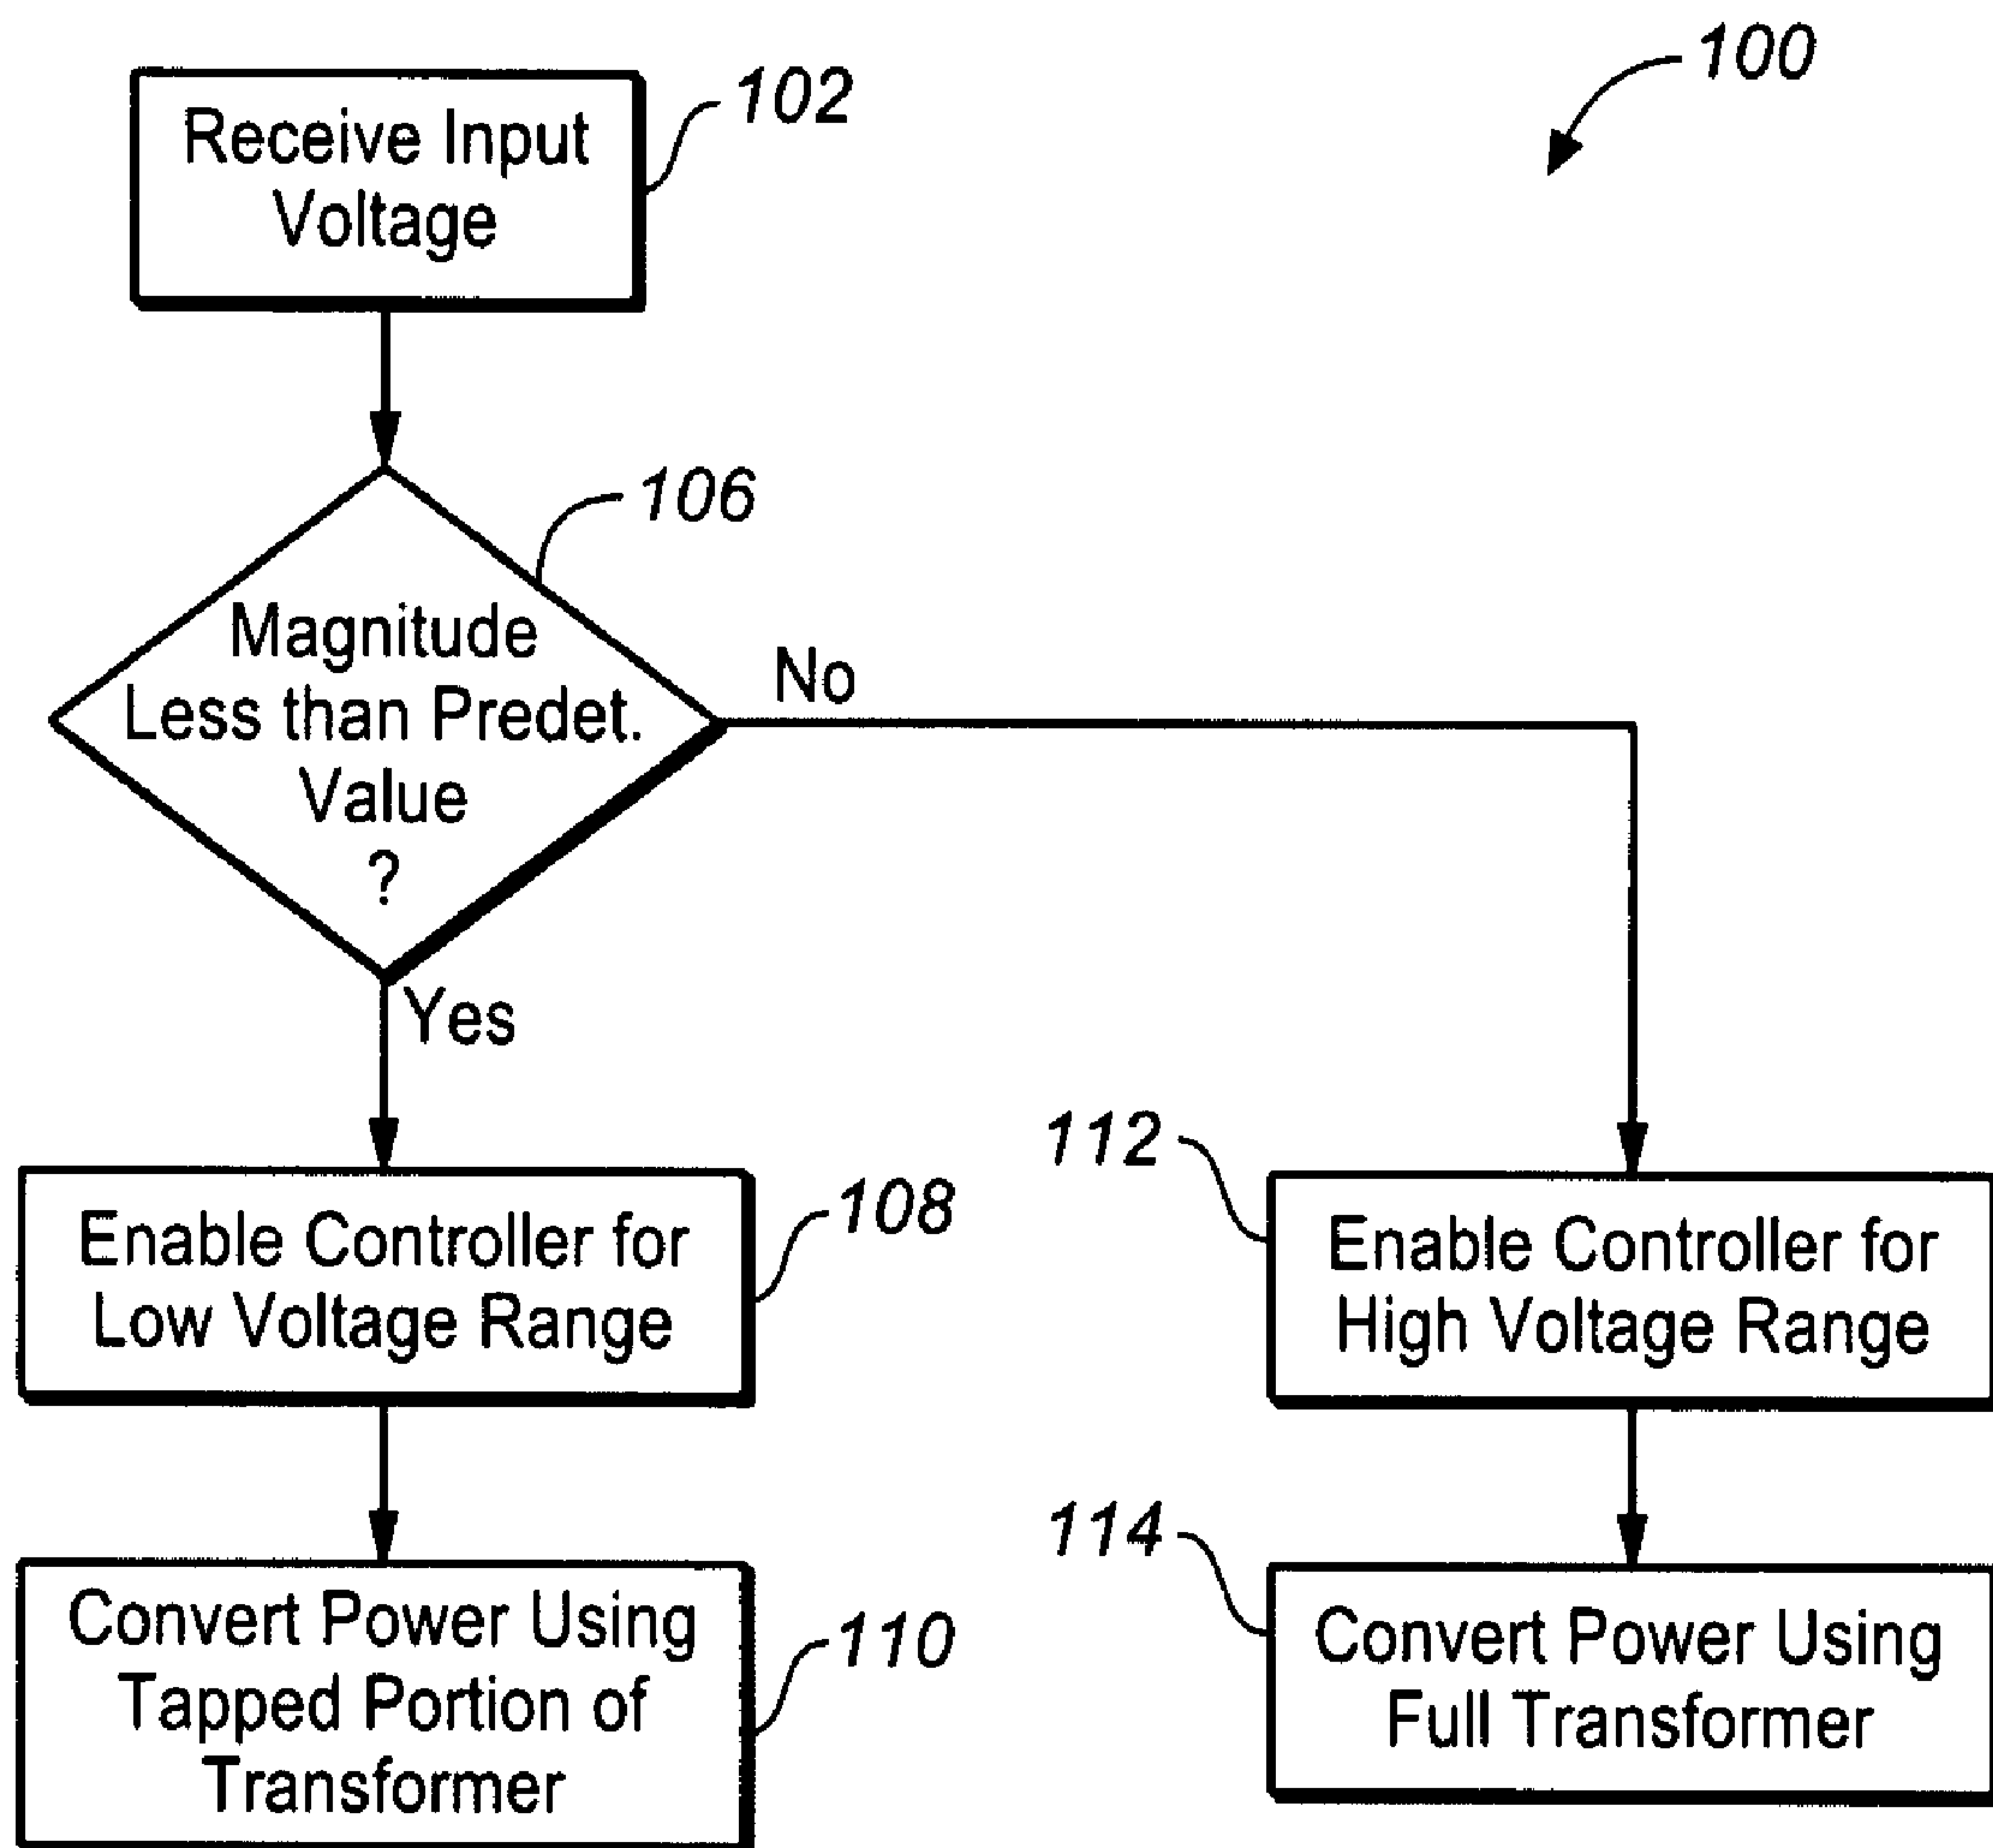 100
Receive Input
Voltage
102
Magnitude
Less than Predet.
Value
?
106
No
Yes
Enable Controller for
Low Voltage Range
108
112
Enable Controller for
High Voltage Range
Convert Power Using
Tapped Portion of
Transformer
110
114
Convert Power Using
Full Transformer